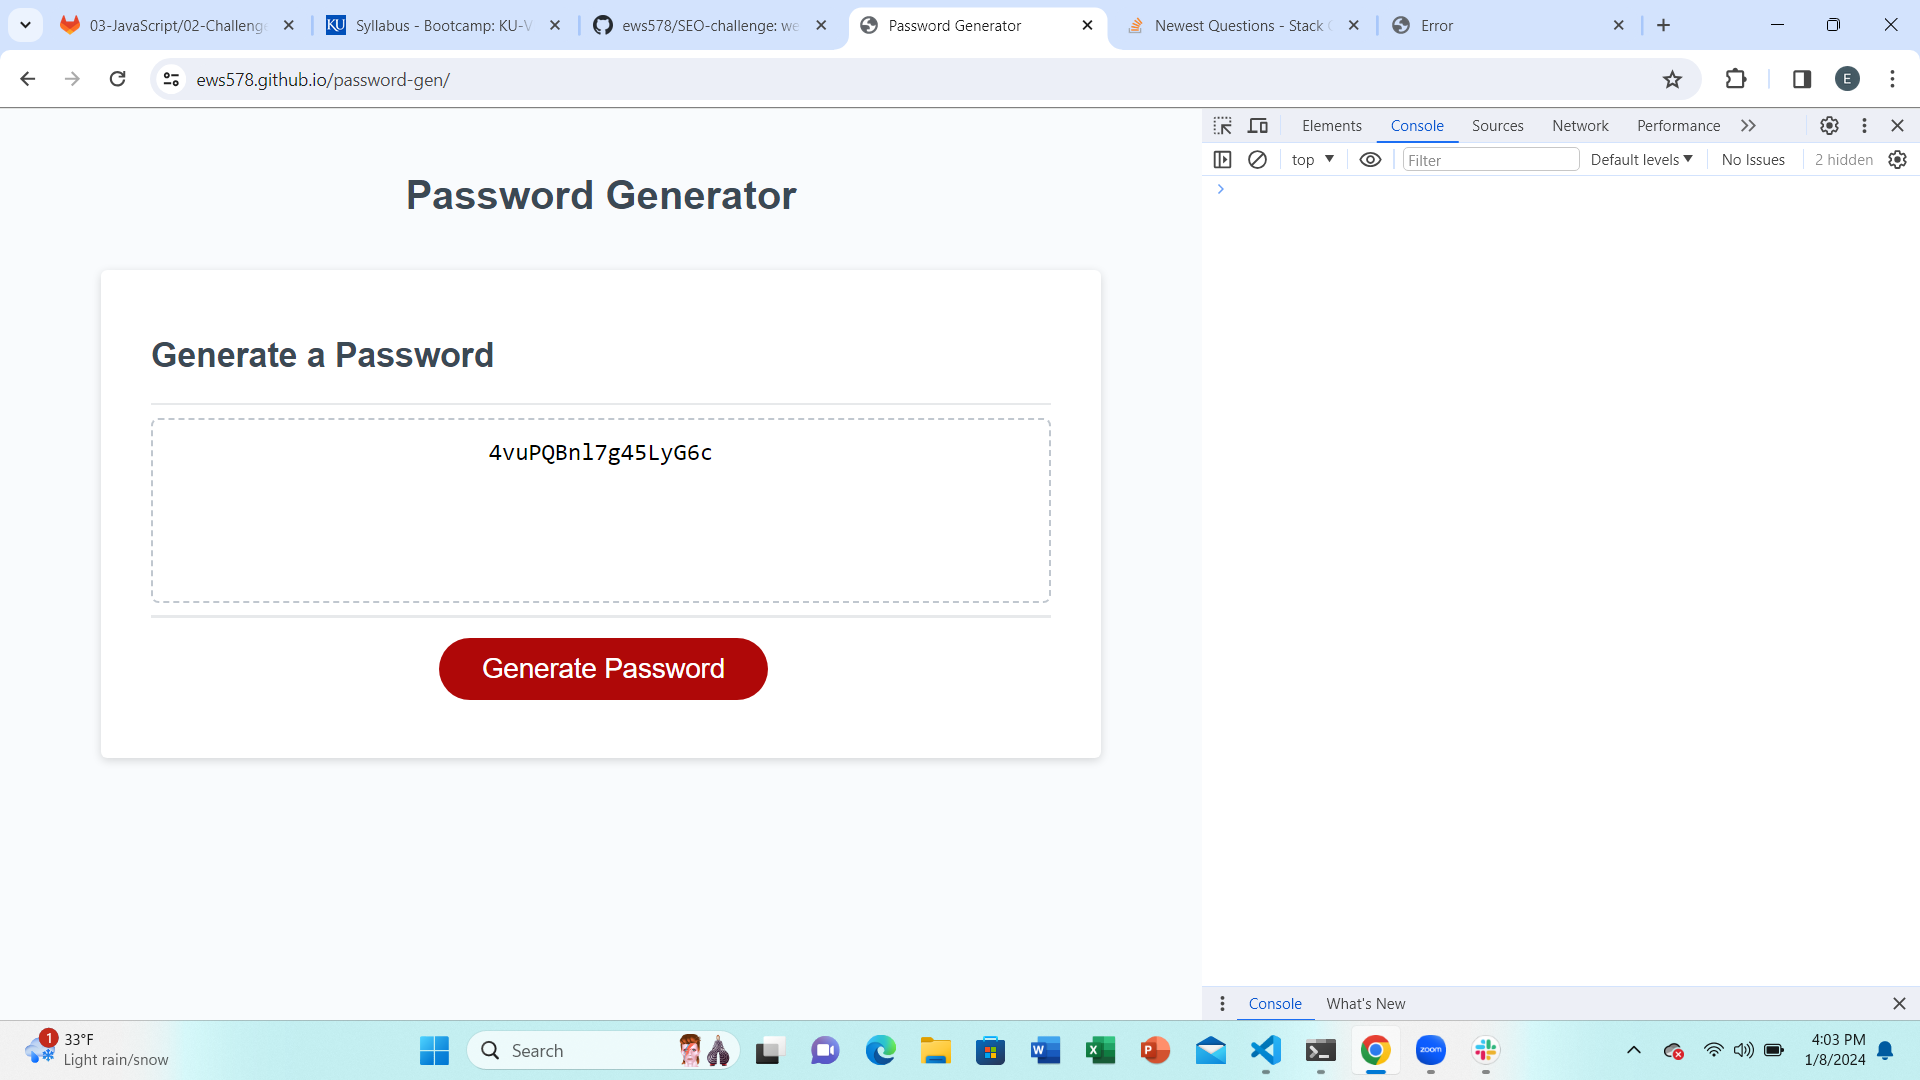 03-JavaScript/02-Challenge
KU Syllabus - Bootcamp: KU-V
ews578/SEO-challenge: we
Password Generator
Newest Questions - Stack
Error
ews578.github.io/password-gen/
E
Elements
Console
Sources
Network
Performance
top
Filter
Default levels
No Issues
2 hidden
Password Generator
Generate a Password
4vuPQBnl7g45LyG6c
Generate Password
Console
What's New
1
33°F
Light rain/snow
Search
W
X
P
zoom
4:03 PM
1/8/2024